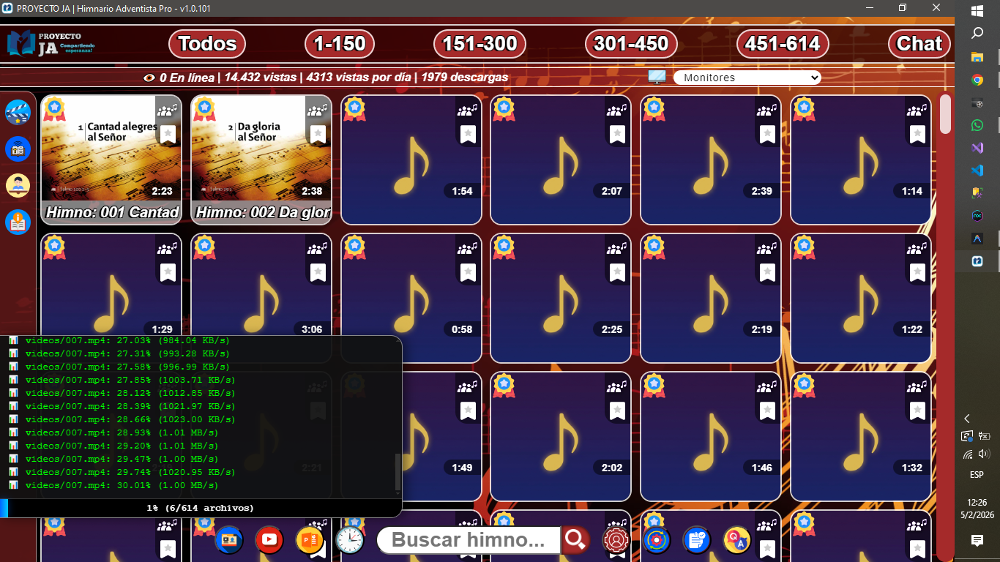 PROYECTO JA | Himnario Adventista Pro - v1.0.101
PROYECTO
JA Compartiendo
esperanza!
Todos
1-150
151-300
301-450
451-614
Chat
0 En línea | 14.432 vistas | 4313 vistas por dia | 1979 descargas
Monitores
1 Cantad alegres
al Señor
2:23
Himno: 001 Cantad
2 Da gloria
al Señor
2:38
Himno: 002 Da glor
1:54
2:07
2:39
1:14
1:29
3:06
0:58
2:25
2:19
1:22
videos/007.mp4: 27.03% (984.04 KB/s)
videos/007.mp4: 27.31% (993.28 KB/s)
videos/007.mp4: 27.58% (996.99 KB/s)
videos/007.mp4: 27.85% (1003.71 KB/s)
videos/007.mp4: 28.12% (1012.85 KB/s)
videos/007.mp4: 28.39% (1021.97 KB/s)
videos/007.mp4: 28.66% (1023.00 KB/s)
videos/007.mp4: 28.93% (1.01 MB/s)
videos/007.mp4: 29.20% (1.01 MB/s)
videos/007.mp4: 29.47% (1.00 MB/s)
videos/007.mp4: 29.74% (1020.95 KB/s)
videos/007.mp4: 30.01% (1.00 MB/s)
1% (6/614 archivos)
2:21
1:49
2:02
1:46
1:32
Buscar himno...
Q
A
ESP
12:26
5/2/2026